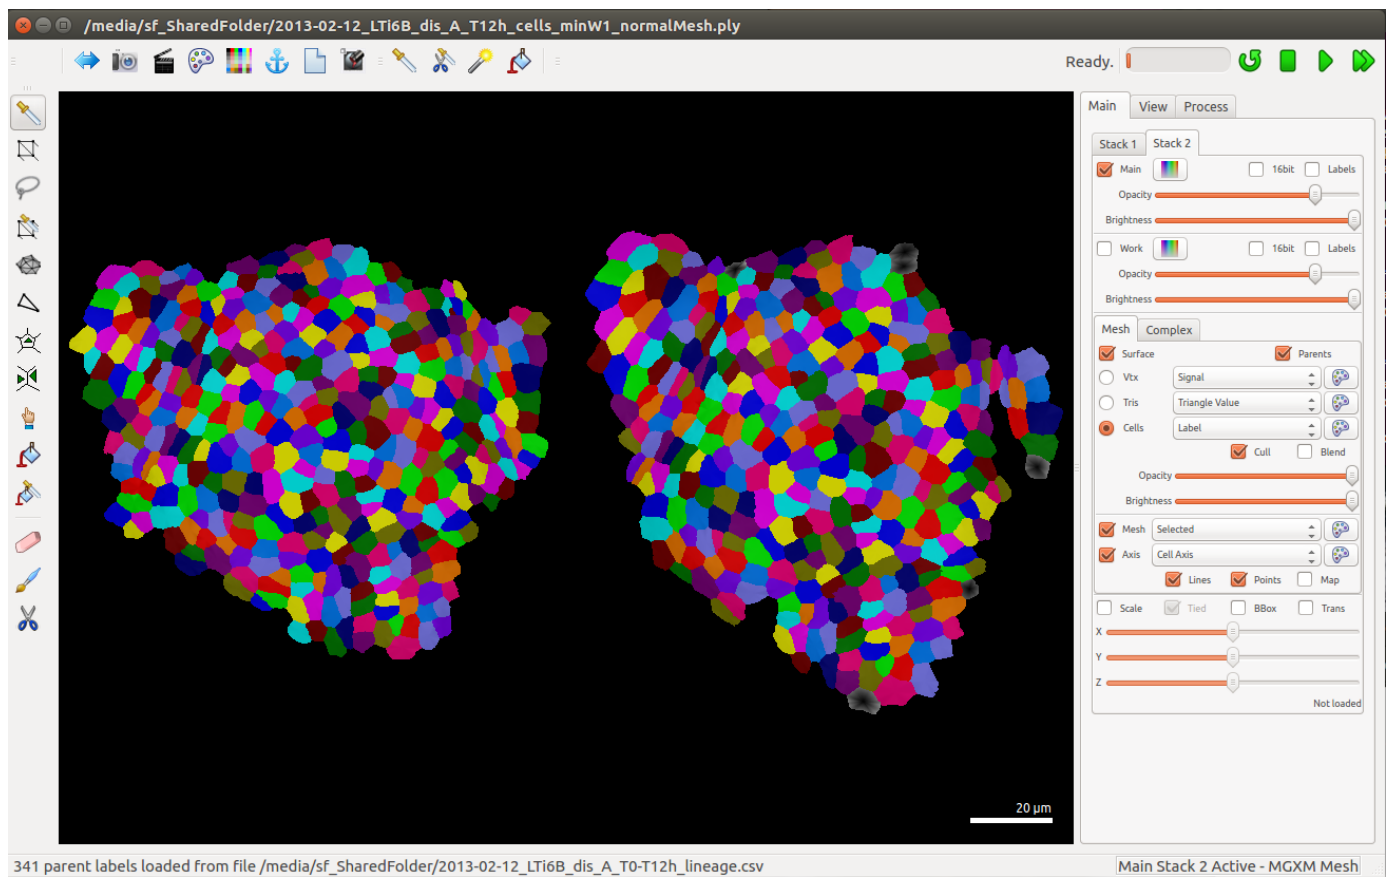 /media/sf_SharedFolder/2013-02-12_LTi6B_dis_A_T12h_cells_minW1_normalMesh.ply
Ready.
Main View Process
Stack 1 Stack 2
Main 16bit Labels
Opacity
Brightness
Work 16bit Labels
Opacity
Brightness
Mesh Complex
Surface Parents
Vtx Signal
Tris Triangle Value
Cells Label
Cull Blend
Opacity
Brightness
Mesh Selected
Axis Cell Axis
Lines Points Map
Scale Tied BBox Trans
X
Y
Z
Not loaded
20 µm
341 parent labels loaded from file /media/sf_SharedFolder/2013-02-12_LTi6B_dis_A_T0-T12h_lineage.csv
Main Stack 2 Active - MGXM Mesh